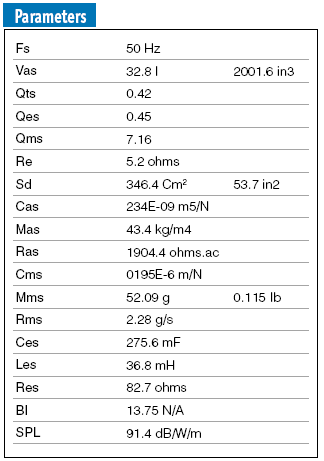 Parameters
Fs 50 Hz
Vas 32.8 l 2001.6 in3
Qts 0.42
Qes 0.45
Qms 7.16
Re 5.2 ohms
Sd 346.4 Cm² 53.7 in2
Cas 234E-09 m5/N
Mas 43.4 kg/m4
Ras 1904.4 ohms.ac
Cms 0195E-6 m/N
Mms 52.09 g 0.115 lb
Rms 2.28 g/s
Ces 275.6 mF
Les 36.8 mH
Res 82.7 ohms
Bl 13.75 N/A
SPL 91.4 dB/W/m